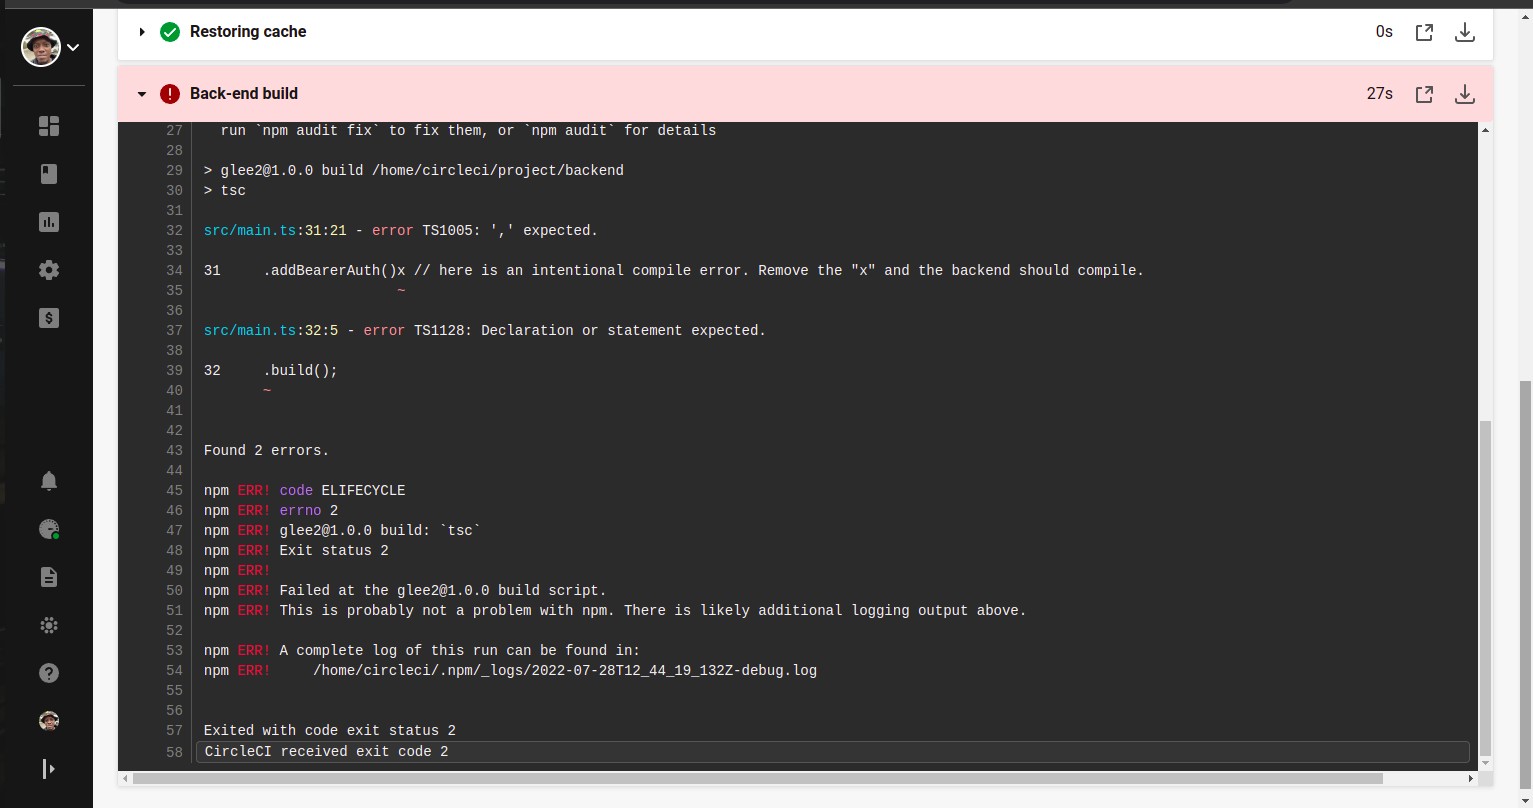 Restoring cache 0s
Back-end build 27s
27 run `npm audit fix` to fix them, or `npm audit` for details
28
29 > glee2@1.0.0 build /home/circleci/project/backend
30 > tsc
31
32 src/main.ts:31:21 - error TS1005: ',' expected.
33
34 31     .addBearerAuth()x // here is an intentional compile error. Remove the "x" and the backend should compile.
35 ~
36
37 src/main.ts:32:5 - error TS1128: Declaration or statement expected.
38
39 32     .build();
40 ~
41
42
43 Found 2 errors.
44
45 npm ERR! code ELIFECYCLE
46 npm ERR! errno 2
47 npm ERR! glee2@1.0.0 build: `tsc`
48 npm ERR! Exit status 2
49 npm ERR!
50 npm ERR! Failed at the glee2@1.0.0 build script.
51 npm ERR! This is probably not a problem with npm. There is likely additional logging output above.
52
53 npm ERR! A complete log of this run can be found in:
54 npm ERR!     /home/circleci/.npm/_logs/2022-07-28T12_44_19_132Z-debug.log
55
56
57 Exited with code exit status 2
58 CircleCI received exit code 2